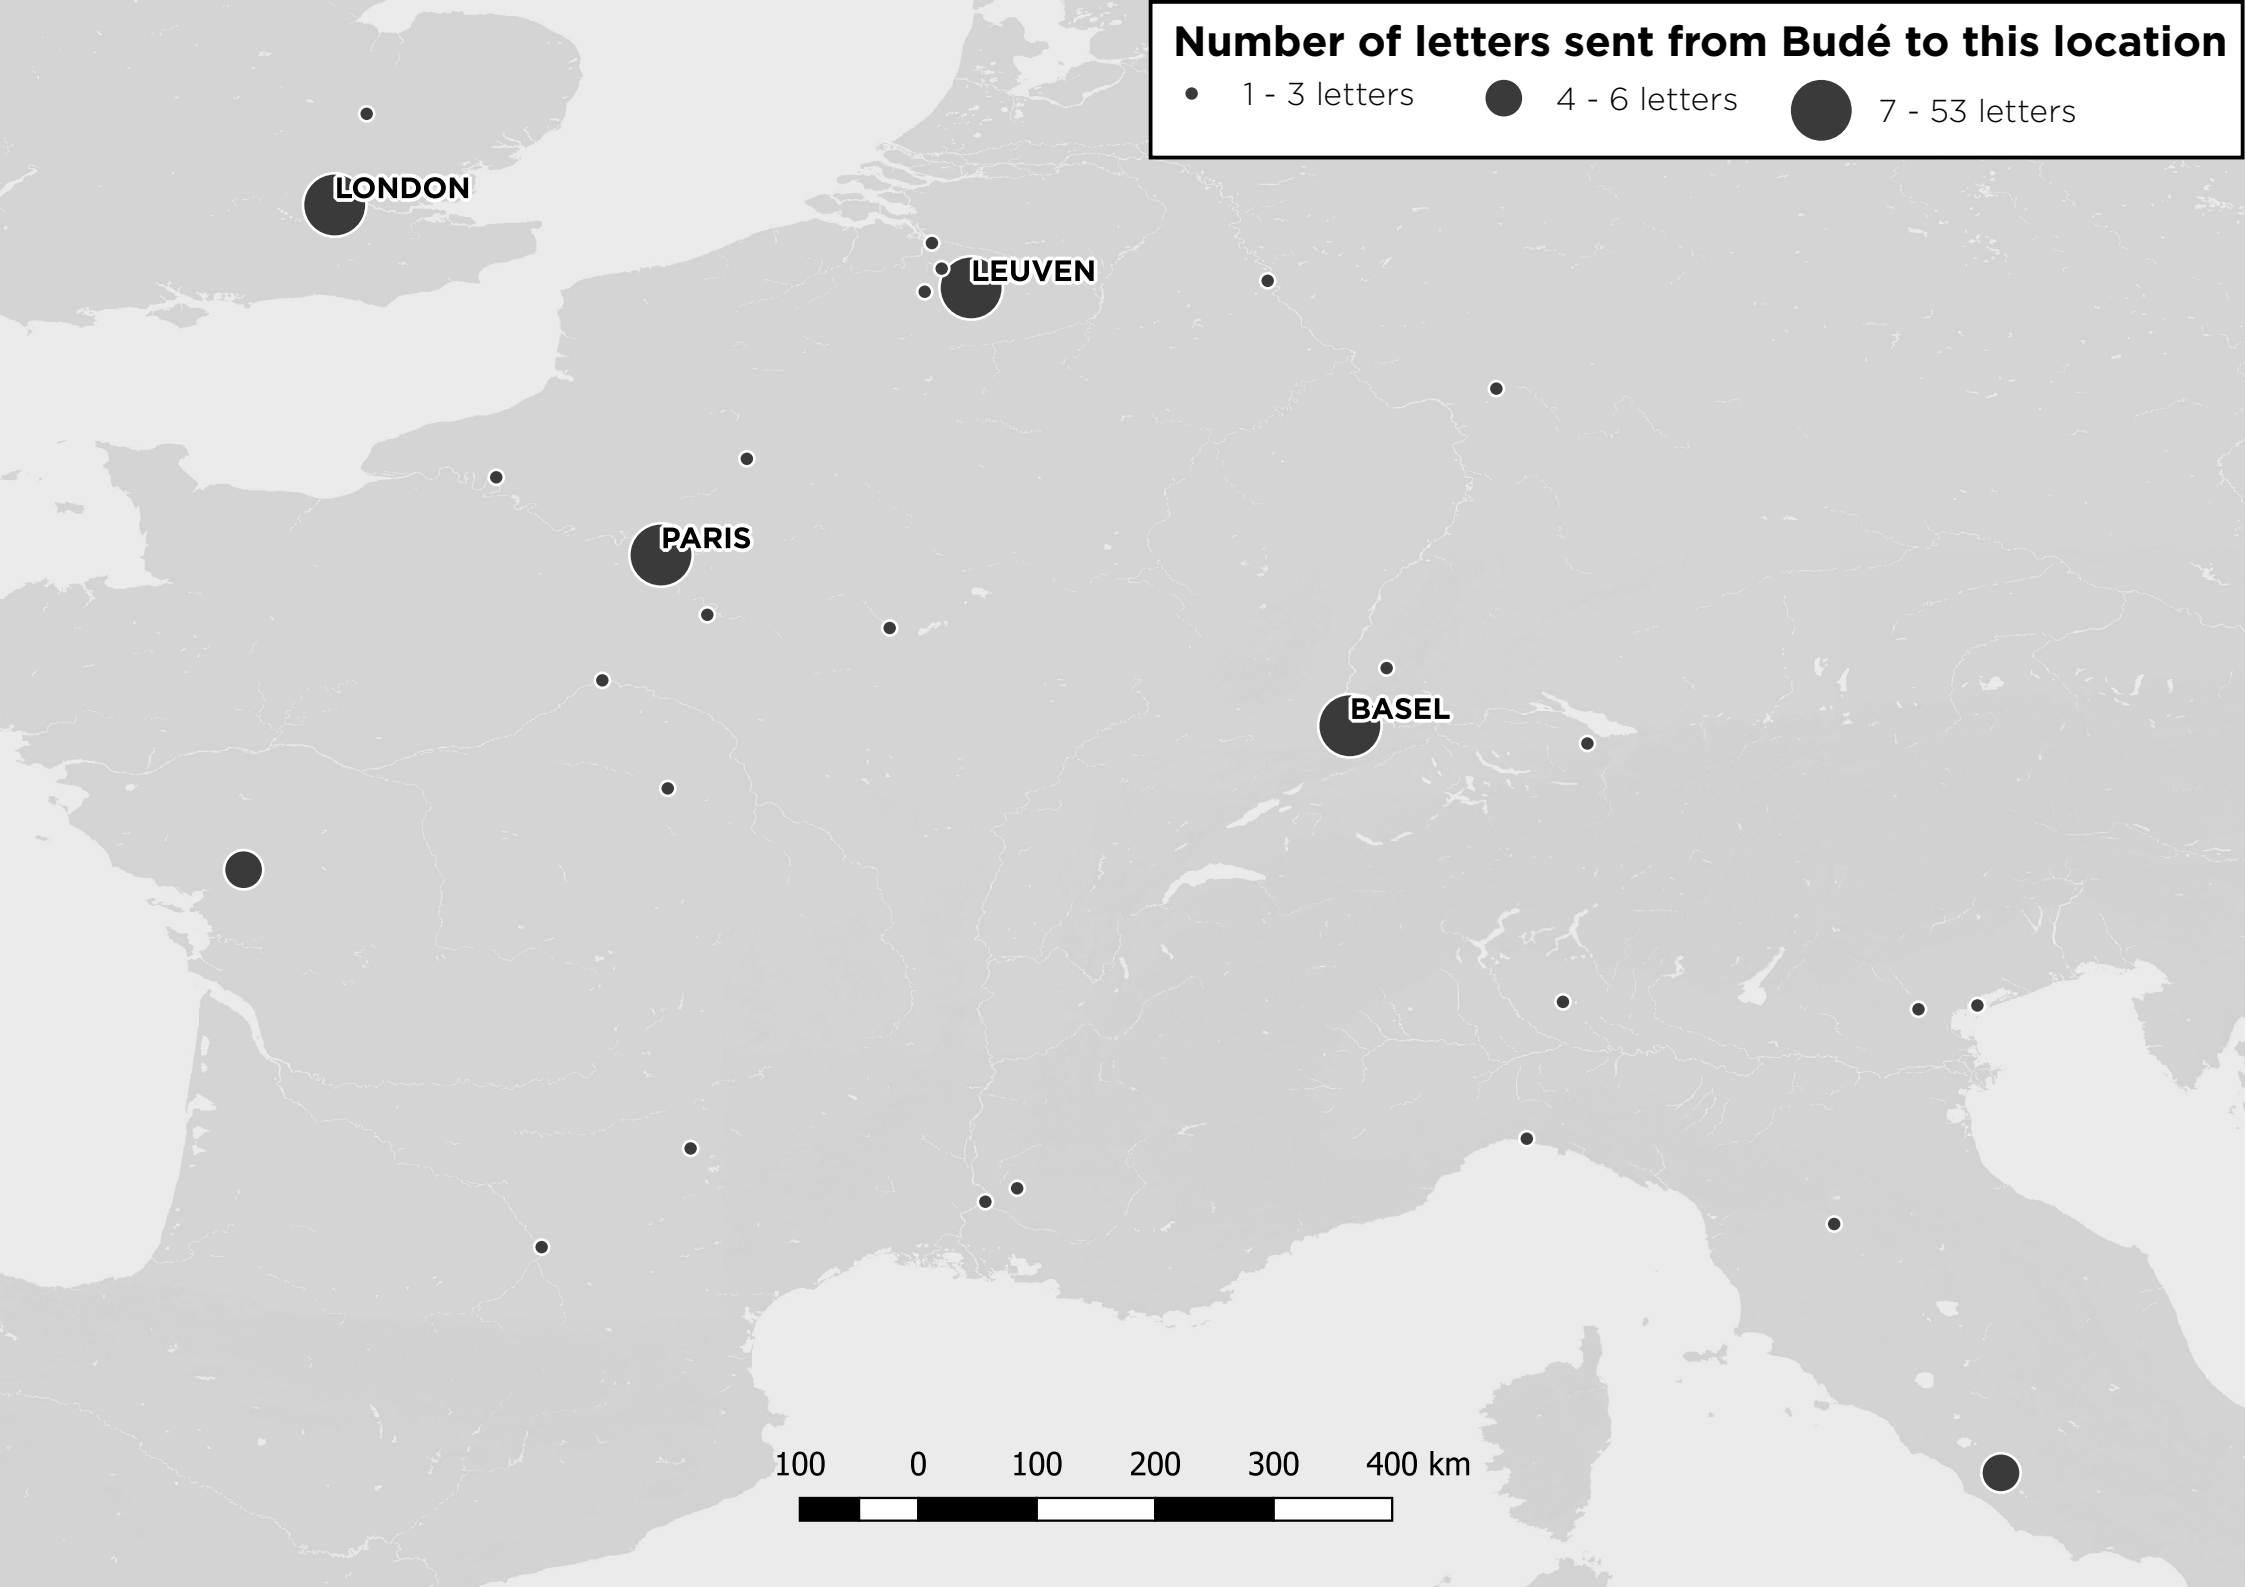 Number of letters sent from Budé to this location
1 - 3 letters 4 - 6 letters 7 - 53 letters
LONDON
LEUVEN
PARIS
BASEL
100 0 100 200 300 400 km